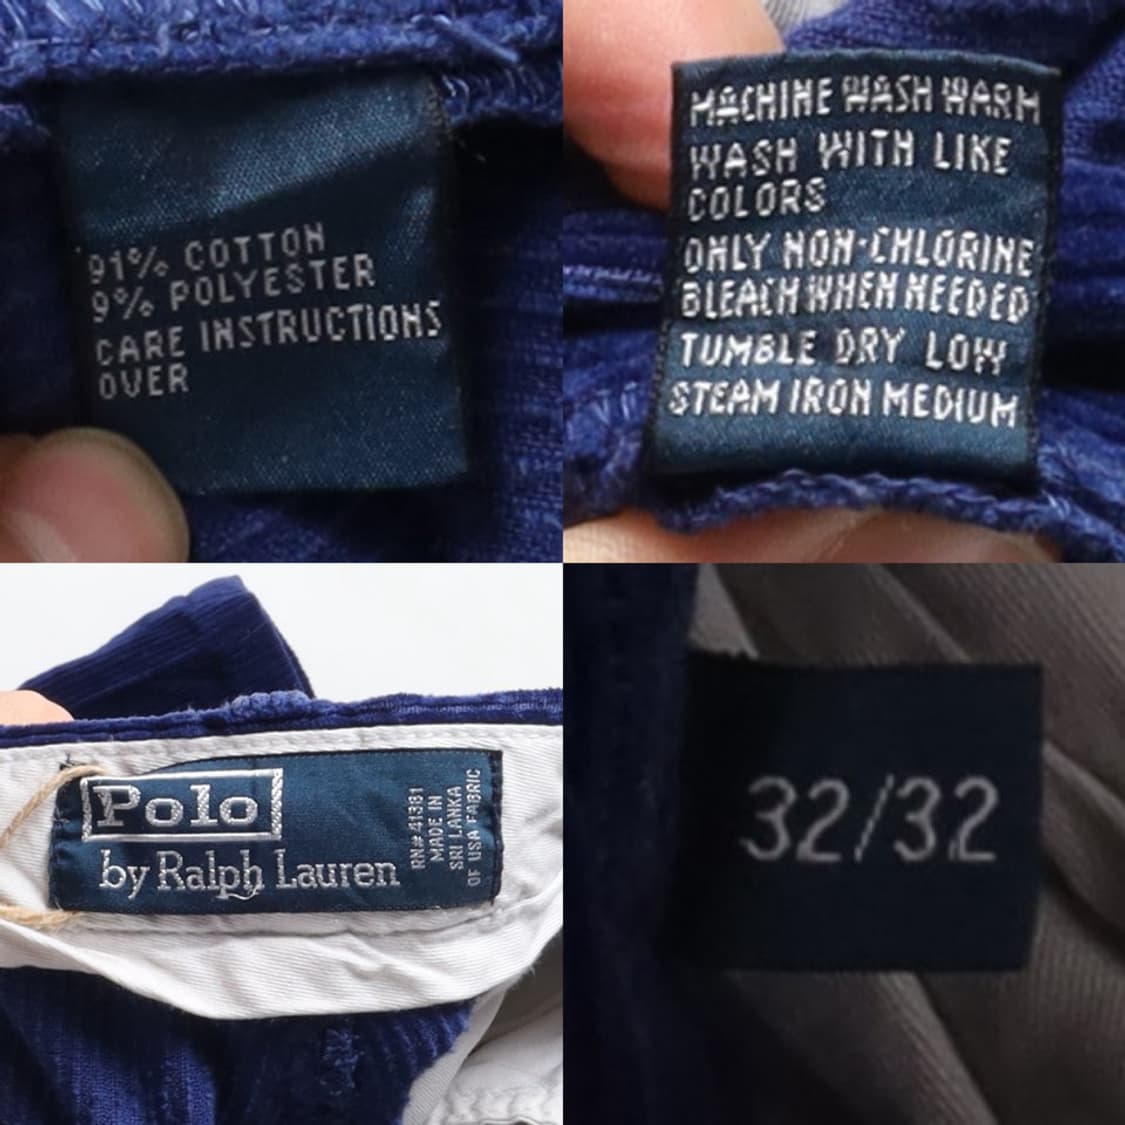 91% COTTON
9% POLYESTER
CARE INSTRUCTIONS
OVER
MACHINE WASH WARM
WASH WITH LIKE
COLORS
ONLY NON-CHLORINE
BLEACH WHEN NEEDED
TUMBLE DRY LOW
STEAM IRON MEDIUM
Polo
by Ralph Lauren
RN# 41381
MADE IN
SRI LANKA
OF USA FABRIC
32/32